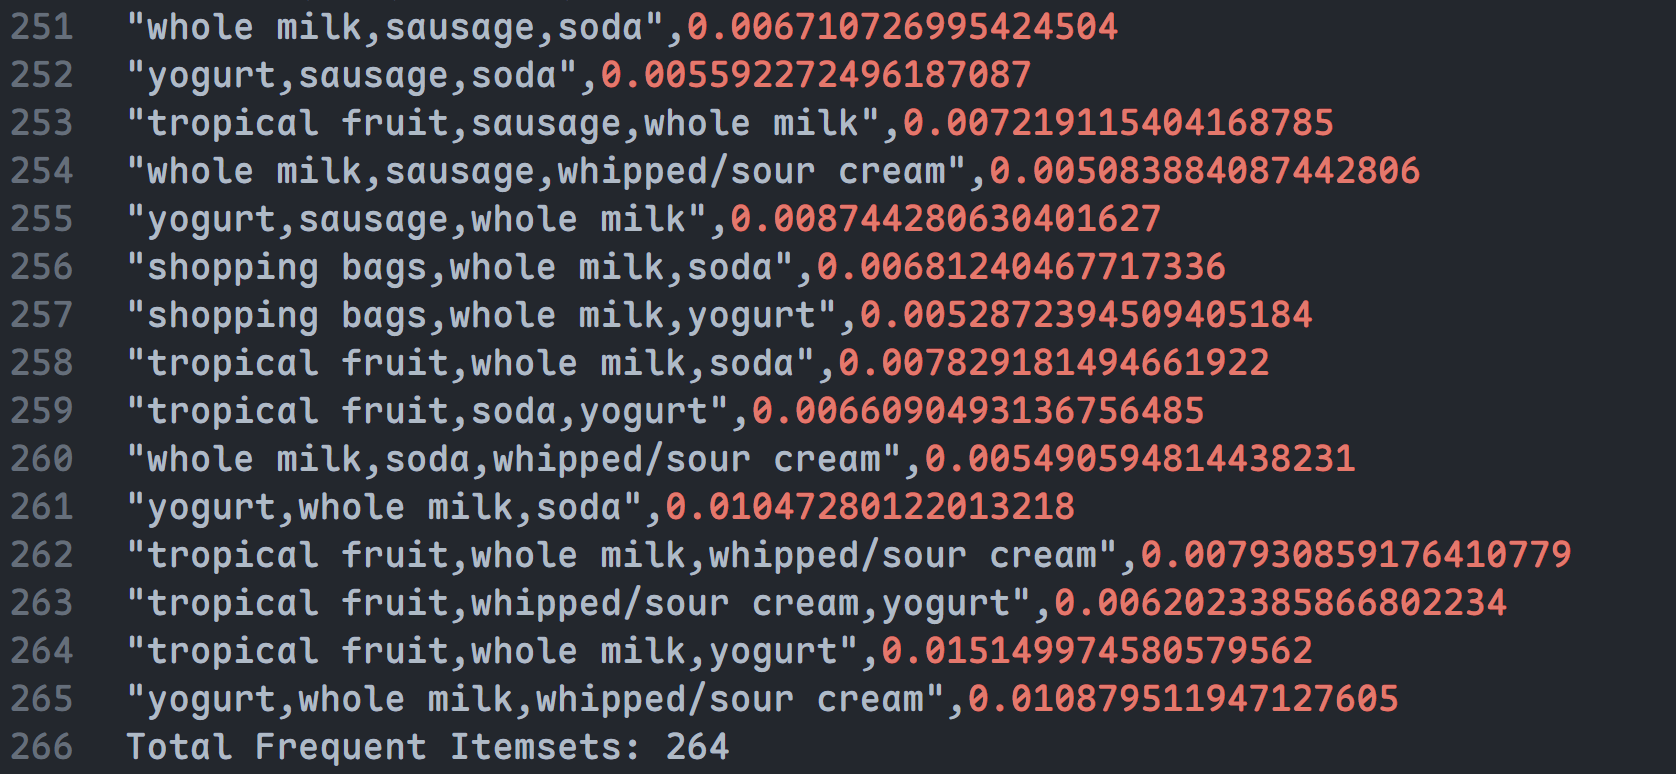 251 "whole milk,sausage,soda",0.006710726995424504
252 "yogurt,sausage,soda",0.005592272496187087
253 "tropical fruit,sausage,whole milk",0.007219115404168785
254 "whole milk,sausage,whipped/sour cream",0.005083884087442806
255 "yogurt,sausage,whole milk",0.008744280630401627
256 "shopping bags,whole milk,soda",0.00681240467717336
257 "shopping bags,whole milk,yogurt",0.0052872394509405184
258 "tropical fruit,whole milk,soda",0.007829181494661922
259 "tropical fruit,soda,yogurt",0.0066090493136756485
260 "whole milk,soda,whipped/sour cream",0.005490594814438231
261 "yogurt,whole milk,soda",0.01047280122013218
262 "tropical fruit,whole milk,whipped/sour cream",0.007930859176410779
263 "tropical fruit,whipped/sour cream,yogurt",0.0062023385866802234
264 "tropical fruit,whole milk,yogurt",0.015149974580579562
265 "yogurt,whole milk,whipped/sour cream",0.010879511947127605
266 Total Frequent Itemsets: 264